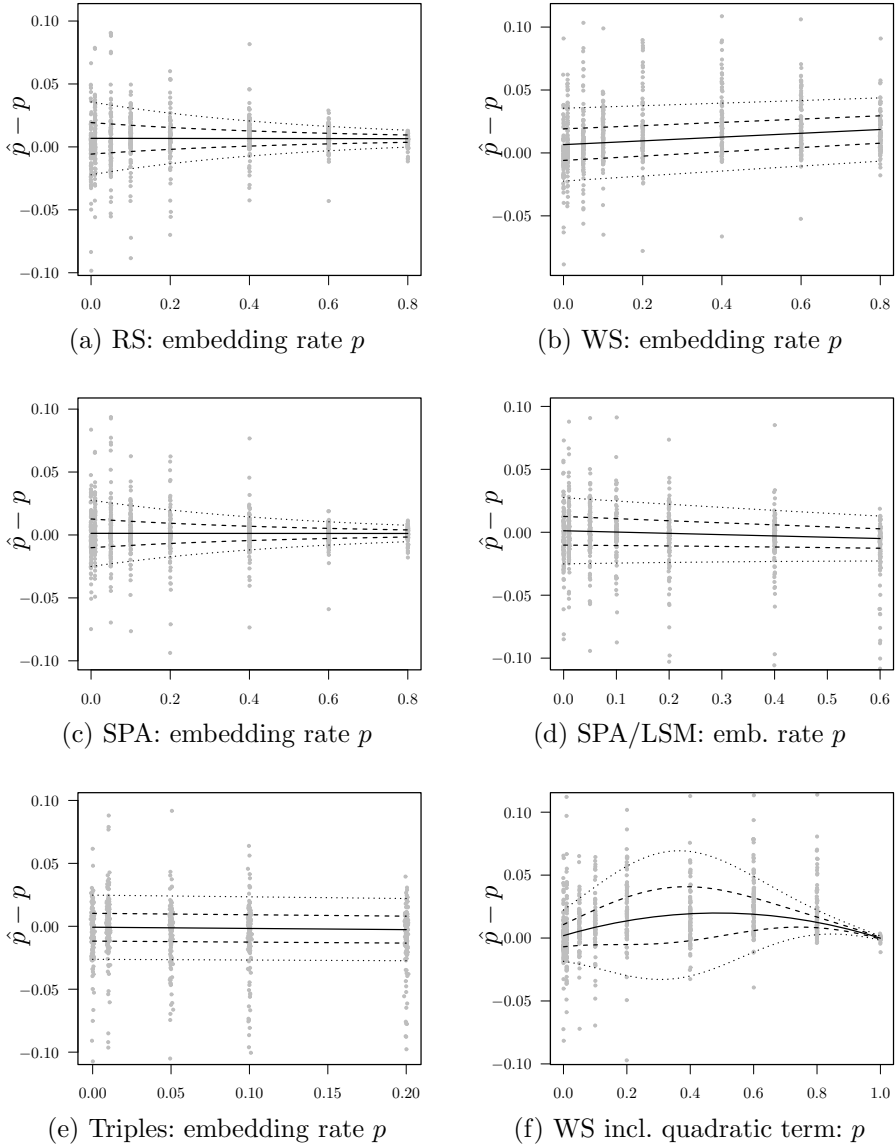 0.10
0.05
0.00
−0.05
−0.10
p̂ − p
0.0 0.2 0.4 0.6 0.8
(a) RS: embedding rate p
0.10
0.05
0.00
−0.05
p̂ − p
0.0 0.2 0.4 0.6 0.8
(b) WS: embedding rate p
0.10
0.05
0.00
−0.05
−0.10
p̂ − p
0.0 0.2 0.4 0.6 0.8
(c) SPA: embedding rate p
0.10
0.05
0.00
−0.05
−0.10
p̂ − p
0.0 0.1 0.2 0.3 0.4 0.5 0.6
(d) SPA/LSM: emb. rate p
0.10
0.05
0.00
−0.05
−0.10
p̂ − p
0.00 0.05 0.10 0.15 0.20
(e) Triples: embedding rate p
0.10
0.05
0.00
−0.05
−0.10
p̂ − p
0.0 0.2 0.4 0.6 0.8 1.0
(f) WS incl. quadratic term: p